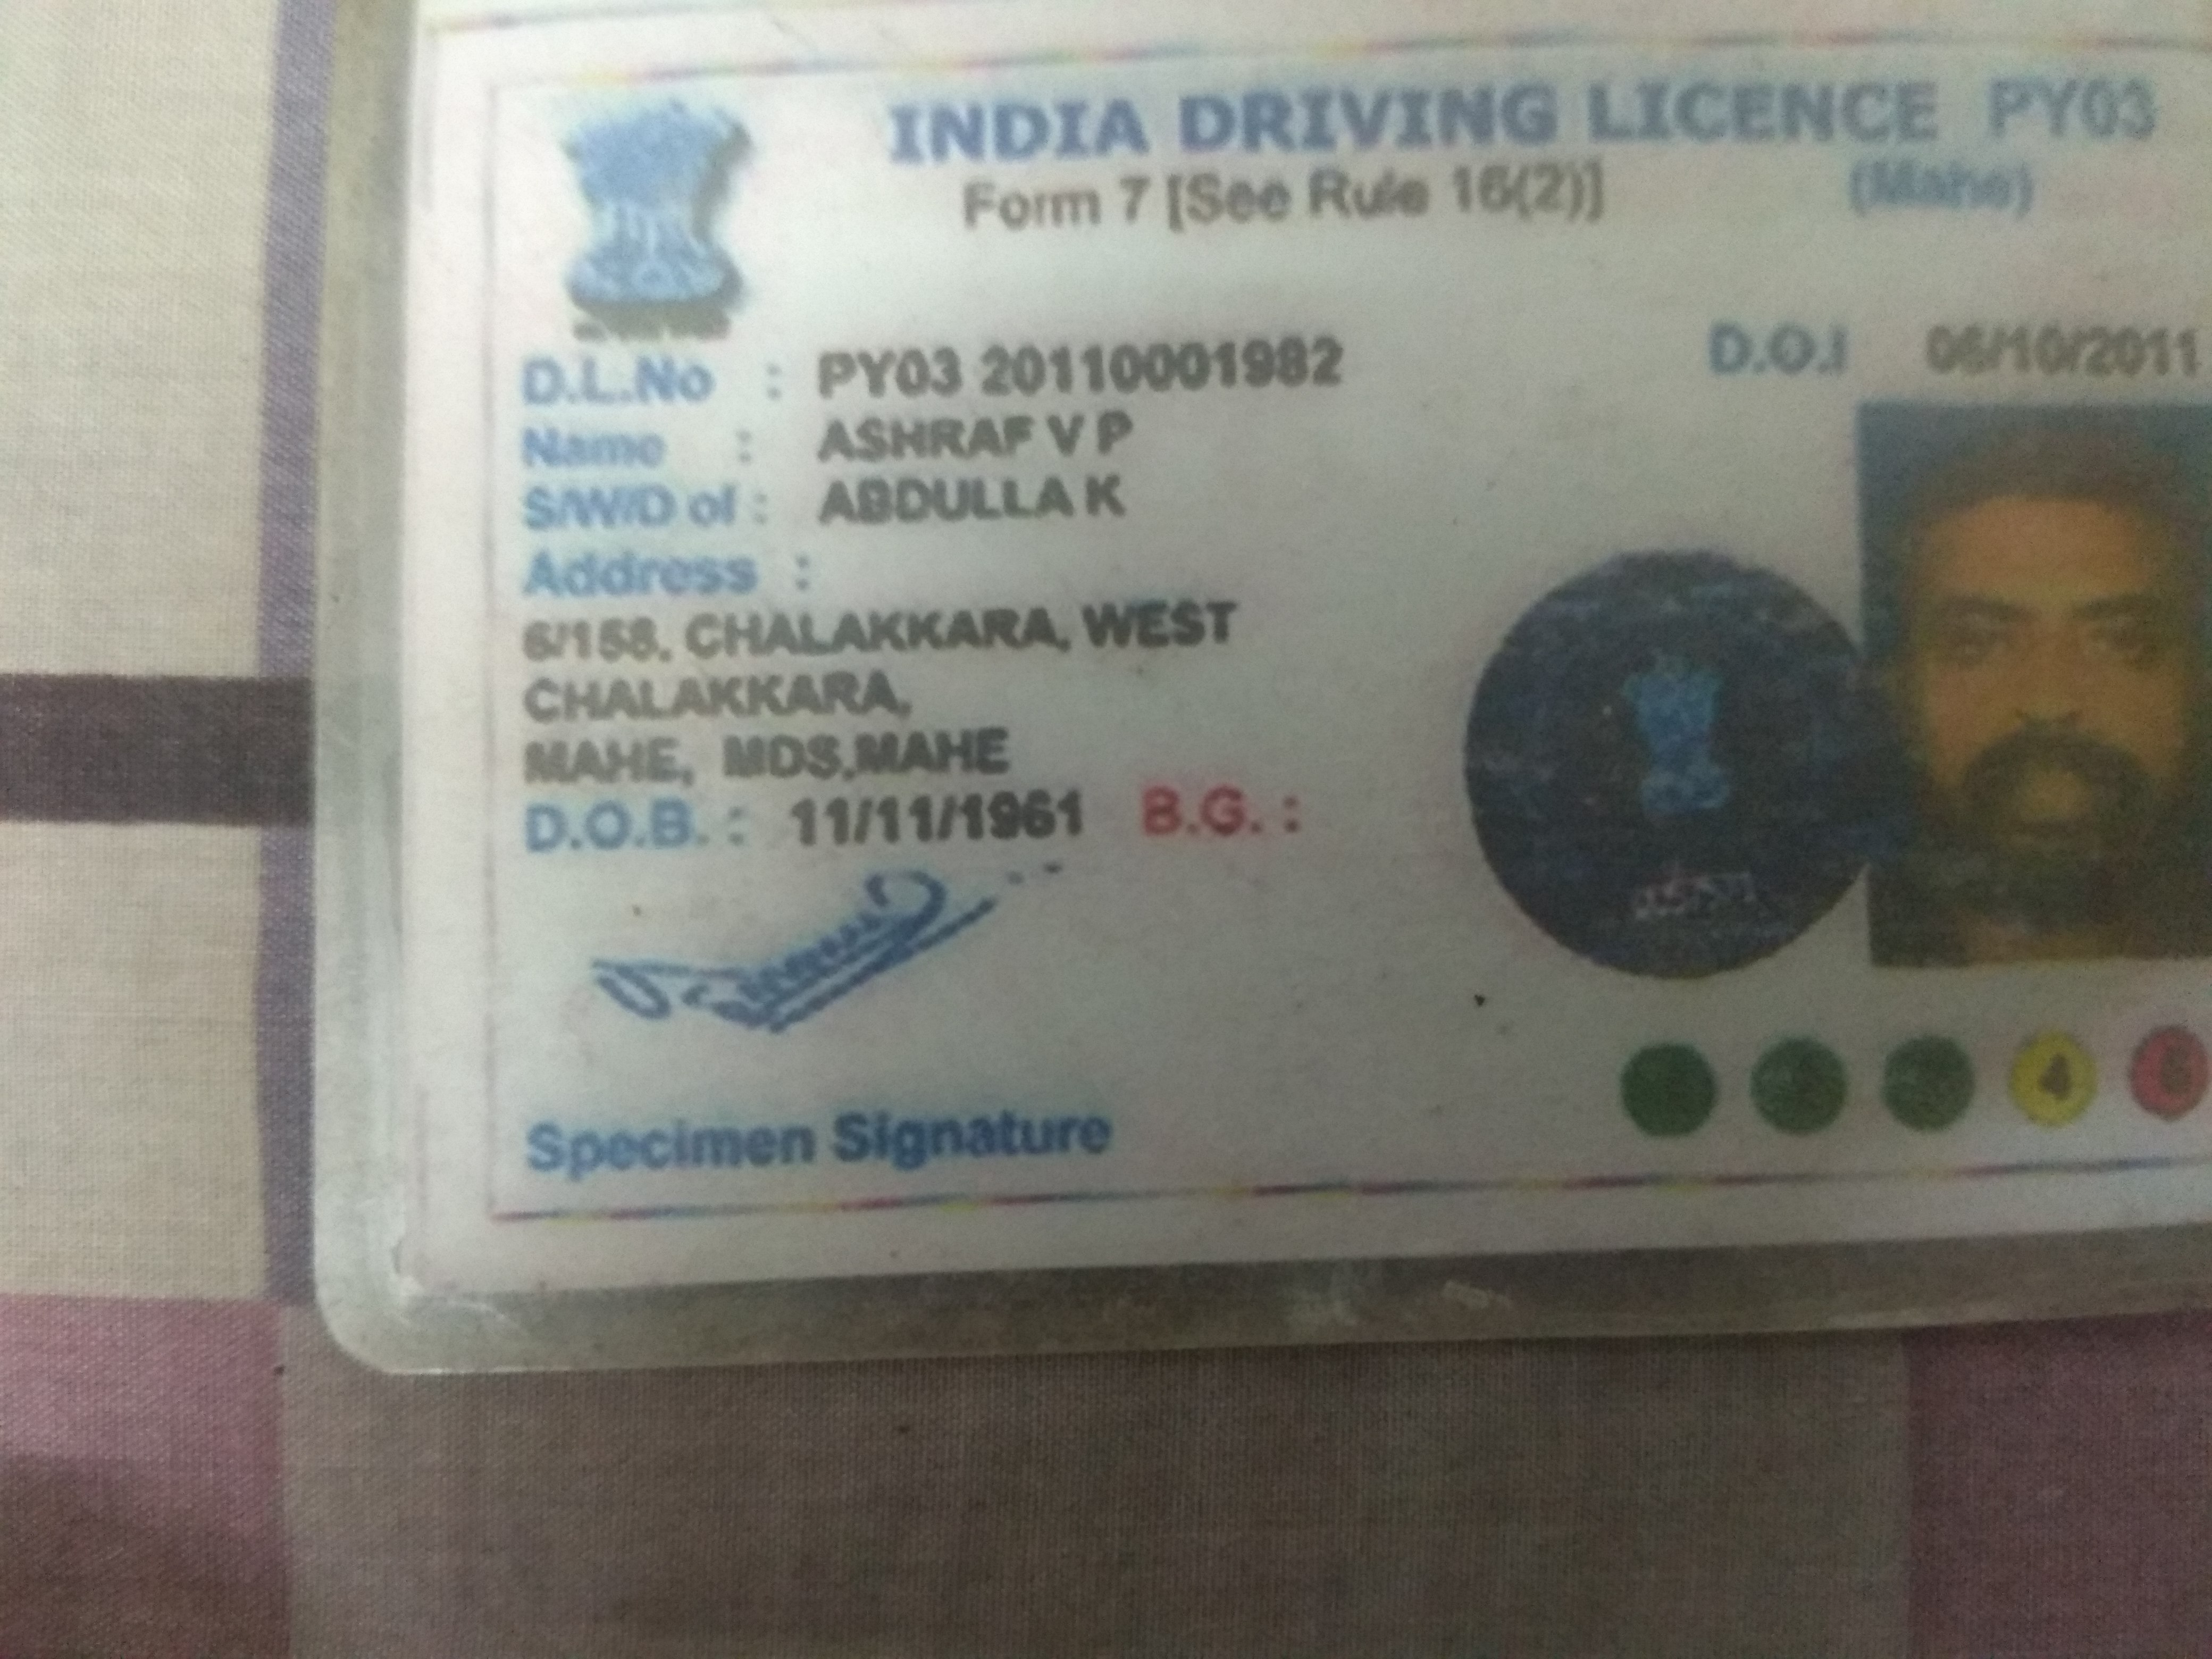 INDIA DRIVING LICENCE PY03
Form 7 [See Rule 16(2)] (Mahe)
D.L.No : PY03 20110001982 D.O.I 06/10/2011
Name : ASHRAF V P
S/W/D of : ABDULLA K
Address :
6/158, CHALAKKARA, WEST
CHALAKKARA,
MAHE, MDS,MAHE
D.O.B. : 11/11/1961 B.G. :
4
Specimen Signature